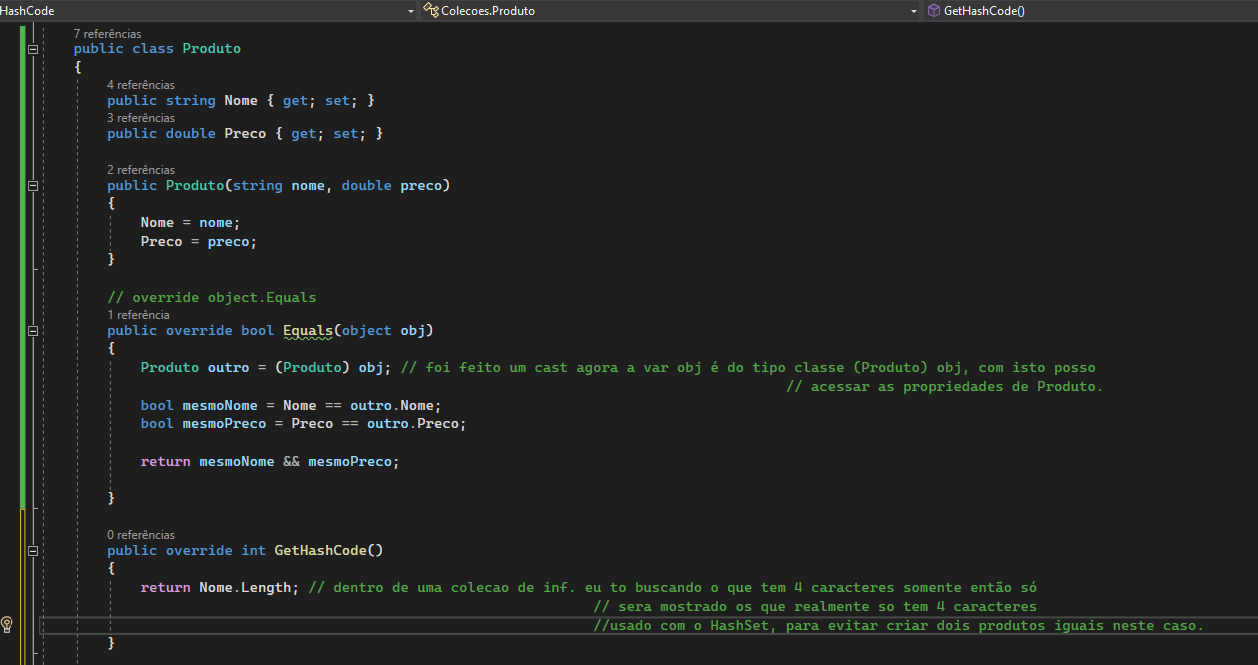 HashCode
Colecoes.Produto
GetHashCode()
7 referências
public class Produto
{
4 referências
public string Nome { get; set; }
3 referências
public double Preco { get; set; }
2 referências
public Produto(string nome, double preco)
{
Nome = nome;
Preco = preco;
}
// override object.Equals
1 referência
public override bool Equals(object obj)
{
Produto outro = (Produto) obj; // foi feito um cast agora a var obj é do tipo classe (Produto) obj, com isto posso
// acessar as propriedades de Produto.
bool mesmoNome = Nome == outro.Nome;
bool mesmoPreco = Preco == outro.Preco;
return mesmoNome && mesmoPreco;
}
0 referências
public override int GetHashCode()
{
return Nome.Length; // dentro de uma colecao de inf. eu to buscando o que tem 4 caracteres somente então só
// sera mostrado os que realmente so tem 4 caracteres
//usado com o HashSet, para evitar criar dois produtos iguais neste caso.
}